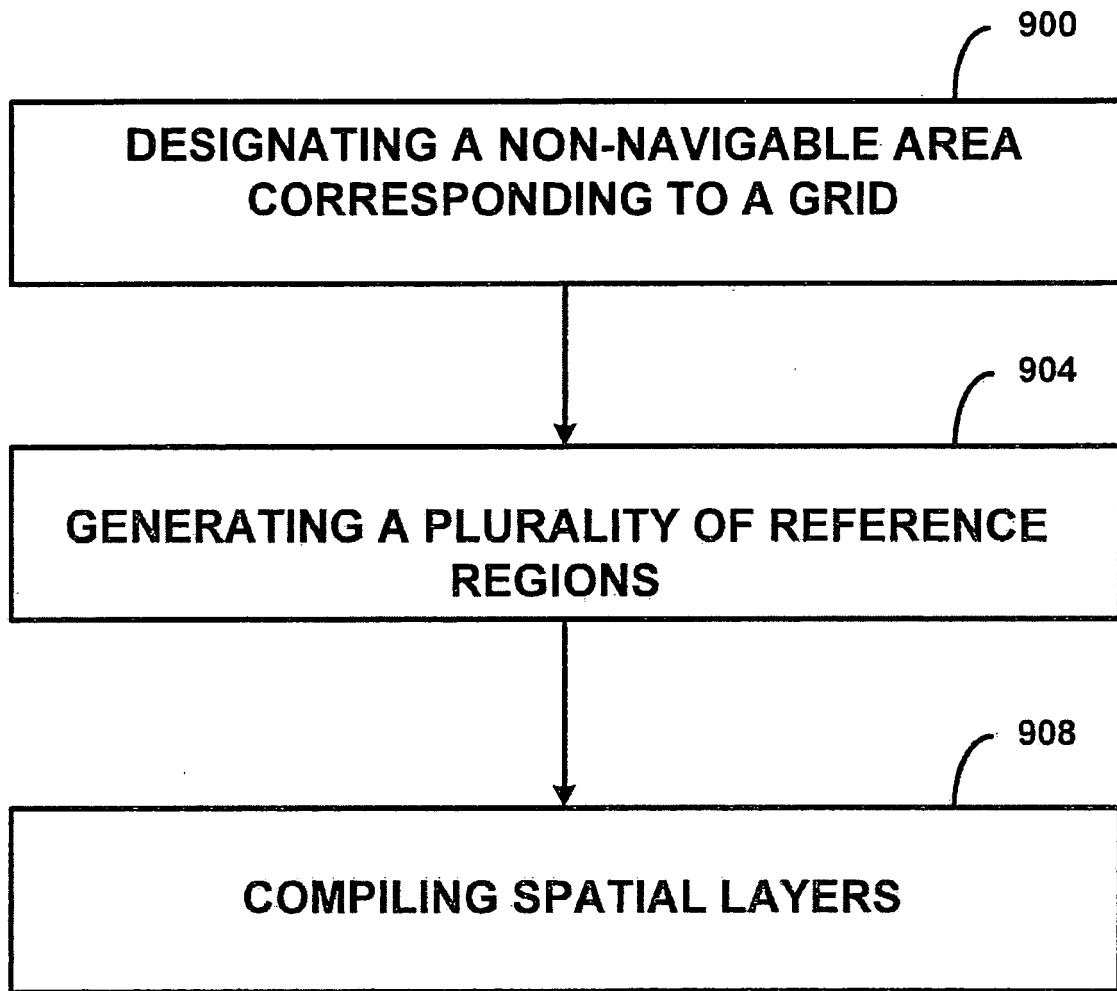 900
DESIGNATING A NON-NAVIGABLE AREA
CORRESPONDING TO A GRID
904
GENERATING A PLURALITY OF REFERENCE
REGIONS
908
COMPILING SPATIAL LAYERS